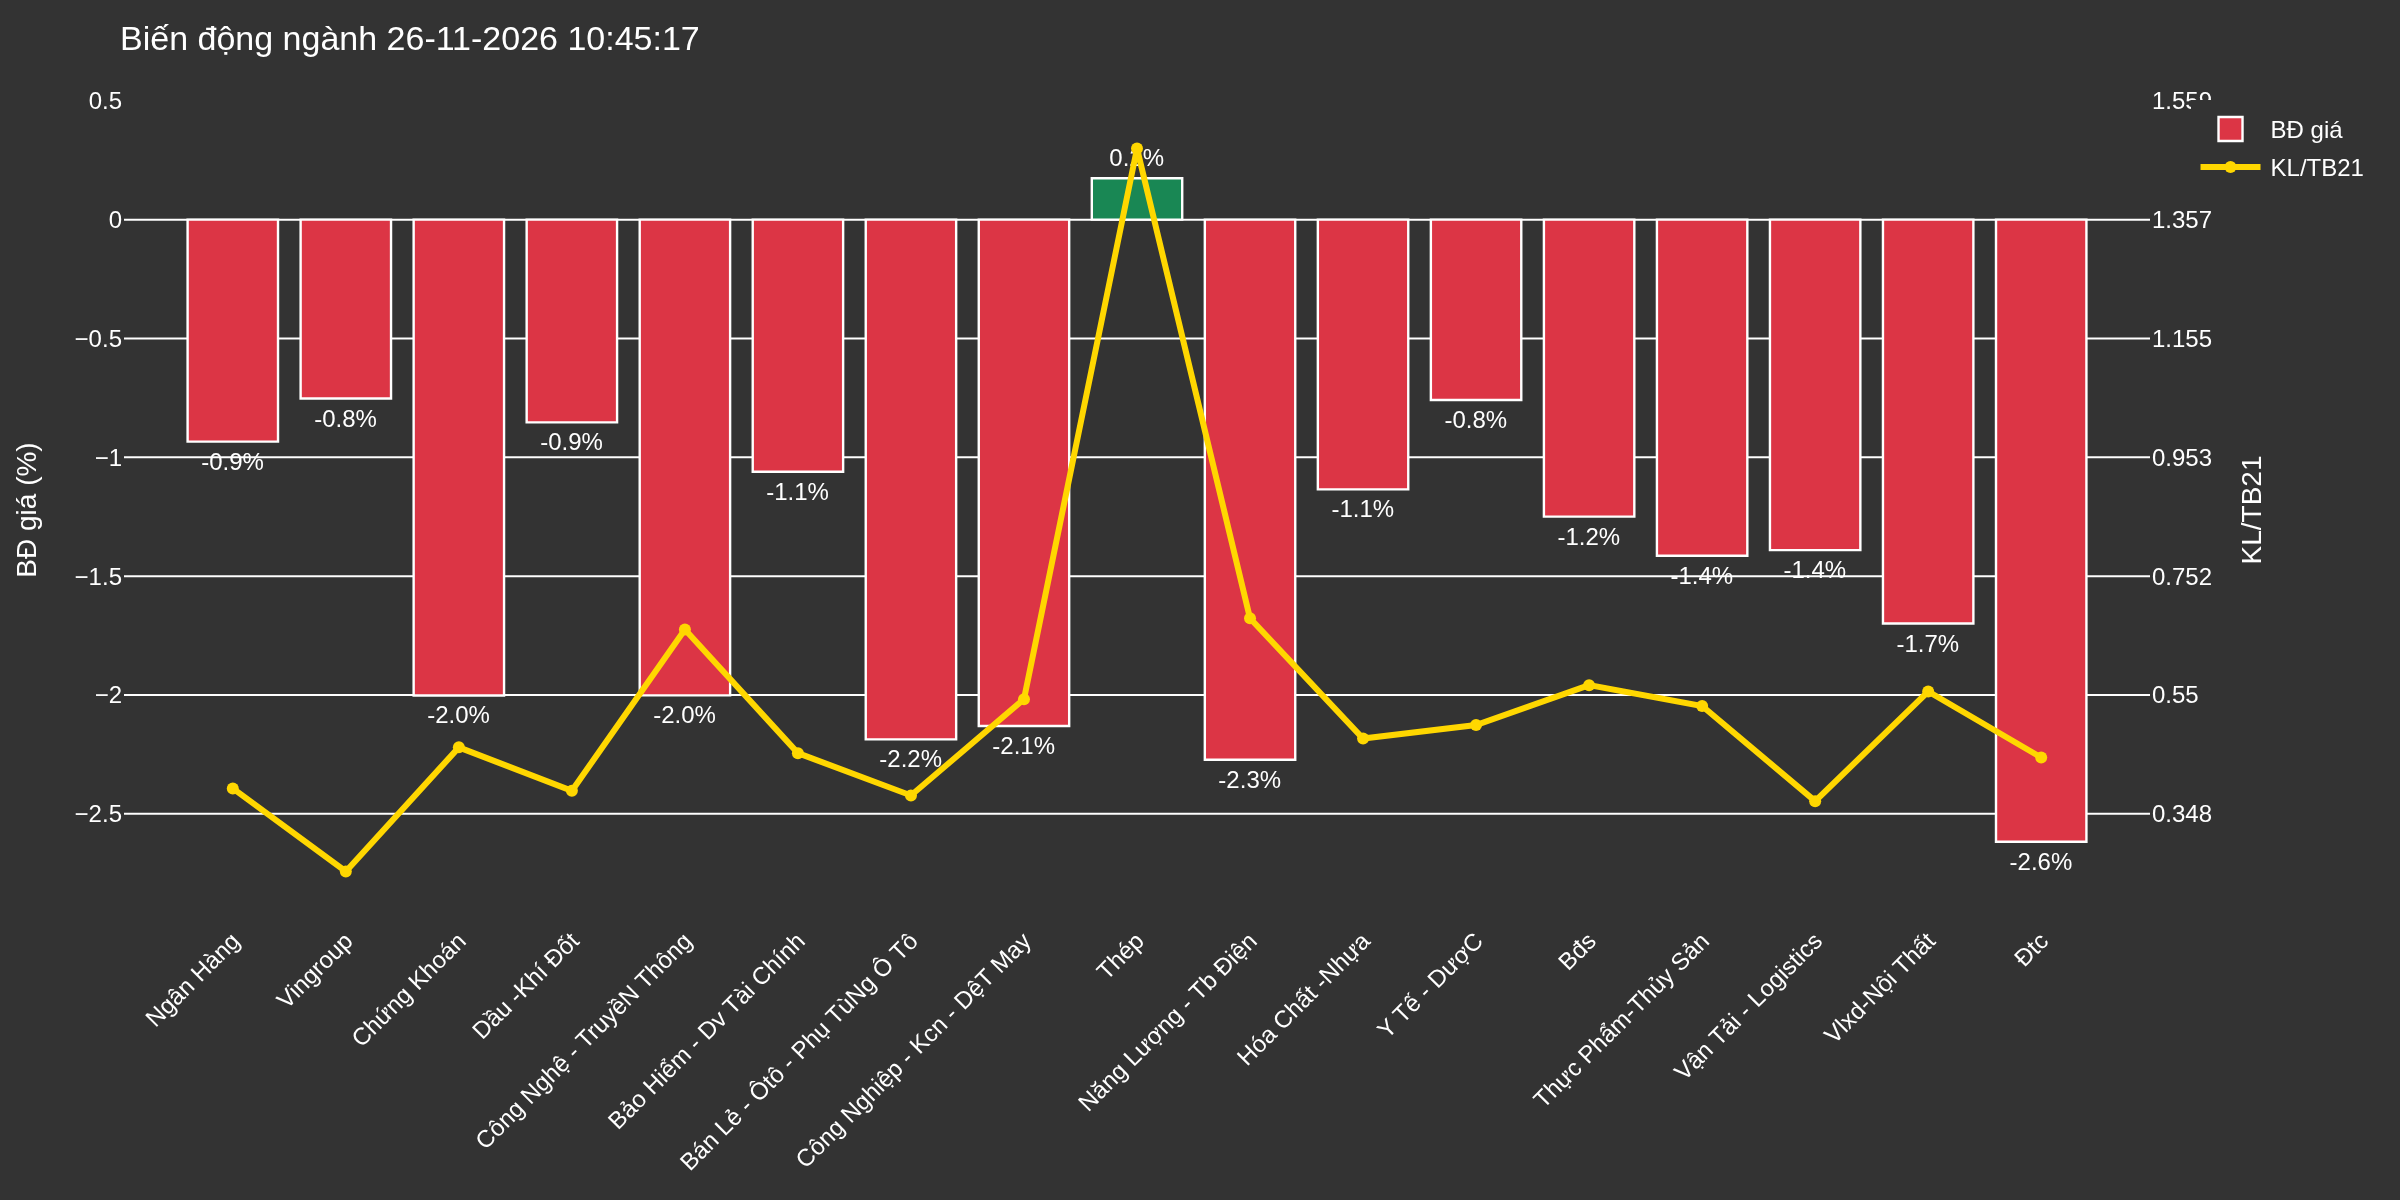 Biến động ngành 26-11-2026 10:45:17
0.5
0
−0.5
−1
−1.5
−2
−2.5
BĐ giá (%)
1.357
1.155
0.953
0.752
0.55
0.348
KL/TB21
BĐ giá
KL/TB21
-0.9%
-0.8%
-2.0%
-0.9%
-2.0%
-1.1%
-2.2%
-2.1%
-2.3%
-1.1%
-0.8%
-1.2%
-1.4%
-1.4%
-1.7%
-2.6%
Ngân Hàng
Vingroup
Chứng Khoán
Dầu -Khí Đốt
Công Nghệ - TruyềN Thông
Bảo Hiểm - Dv Tài Chính
Bán Lẻ - Ôtô - Phụ TùNg Ô Tô
Công Nghiệp - Kcn - DệT May
Thép
Năng Lượng - Tb Điện
Hóa Chất -Nhựa
Y Tế - DượC
Bđs
Thực Phẩm-Thủy Sản
Vận Tải - Logistics
Vlxd-Nội Thất
Đtc